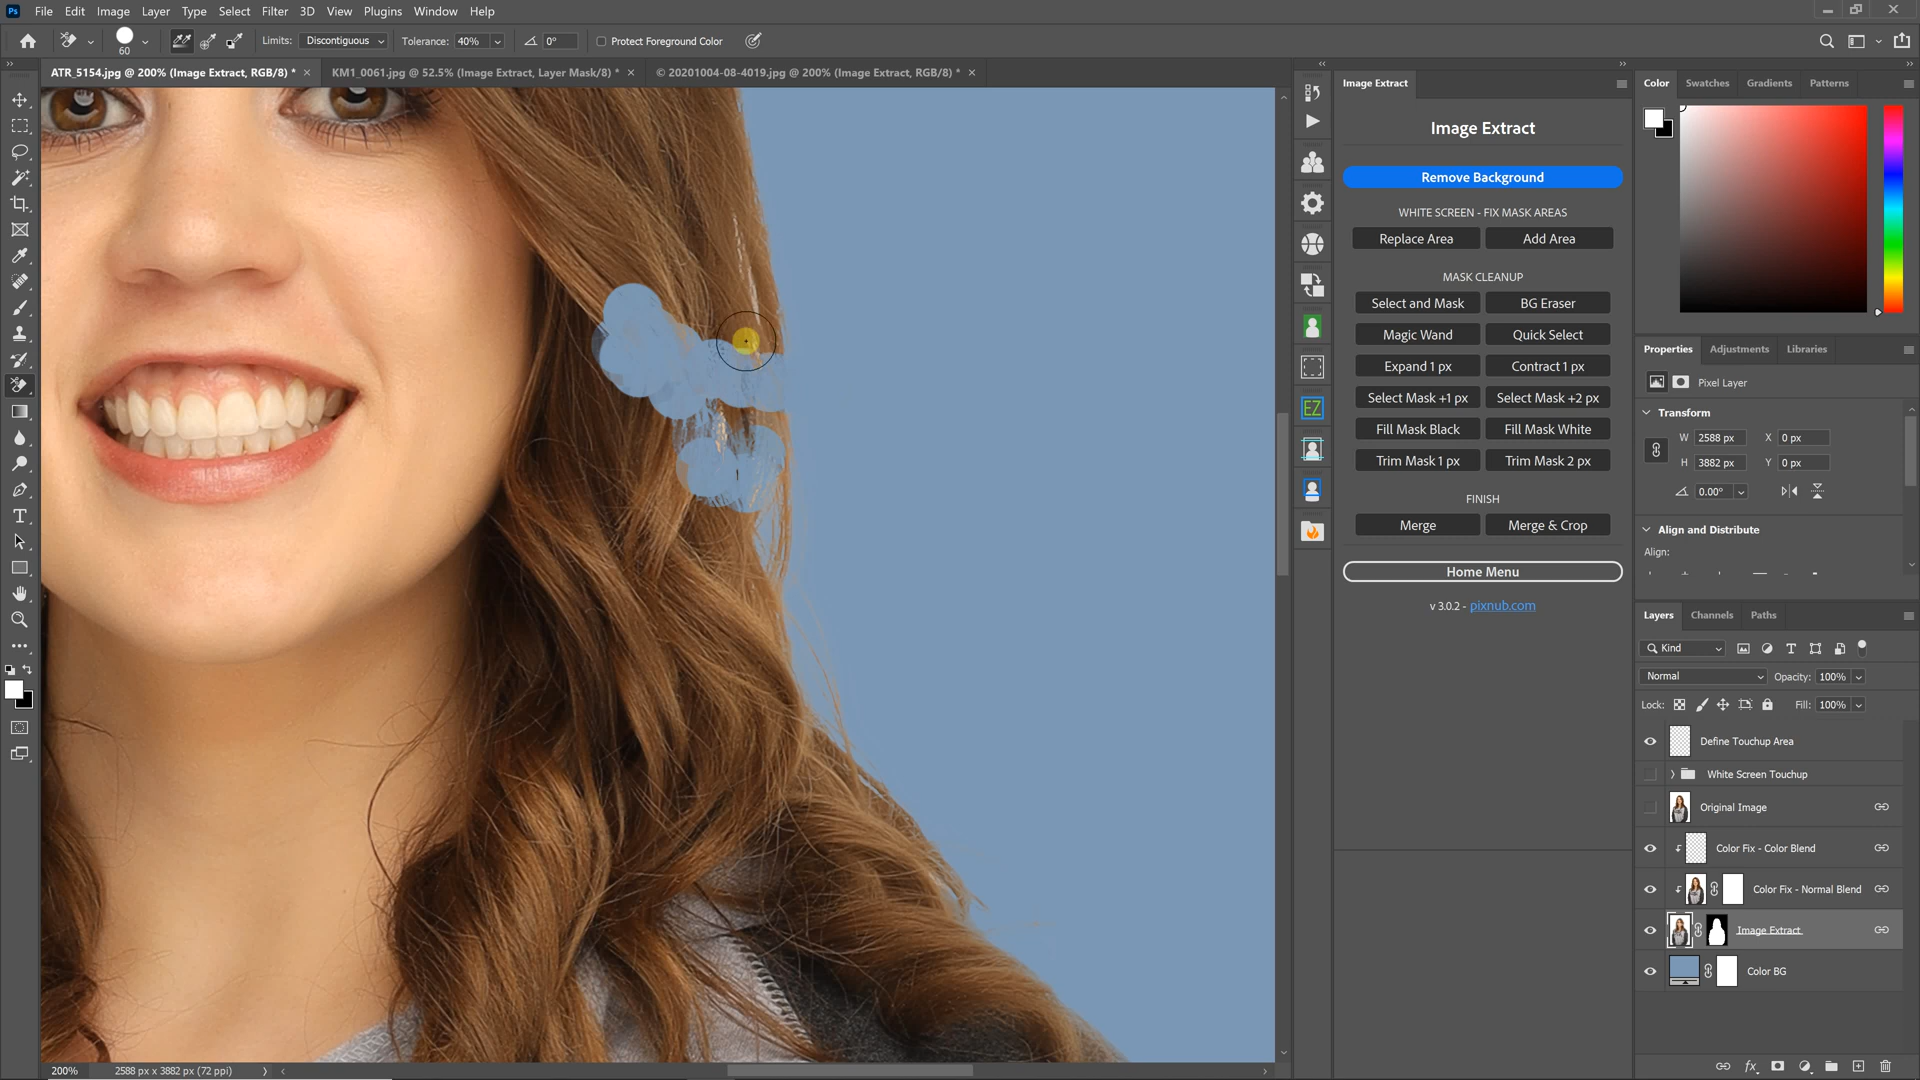 Ps File Edit Image Layer Type Select Filter 3D View Plugins Window Help
60 Limits: Discontiguous Tolerance: 40% 0° Protect Foreground Color
ATR_5154.jpg @ 200% (Image Extract, RGB/8) * × KM1_0061.jpg @ 52.5% (Image Extract, Layer Mask/8) * × © 20201004-08-4019.jpg @ 200% (Image Extract, RGB/8) * ×
Image Extract
Image Extract
Remove Background
WHITE SCREEN - FIX MASK AREAS
Replace Area Add Area
MASK CLEANUP
Select and Mask BG Eraser
Magic Wand Quick Select
Expand 1 px Contract 1 px
Select Mask +1 px Select Mask +2 px
Fill Mask Black Fill Mask White
Trim Mask 1 px Trim Mask 2 px
FINISH
Merge Merge & Crop
Home Menu
v 3.0.2 - pixnub.com
EZ
Color Swatches Gradients Patterns
Properties Adjustments Libraries
Pixel Layer
Transform
W 2588 px X 0 px
H 3882 px Y 0 px
0.00°
Align and Distribute
Align:
Layers Channels Paths
Kind
Normal Opacity: 100%
Lock: Fill: 100%
Define Touchup Area
White Screen Touchup
Original Image
Color Fix - Color Blend
Color Fix - Normal Blend
Image Extract
Color BG
fx
200% 2588 px x 3882 px (72 ppi)